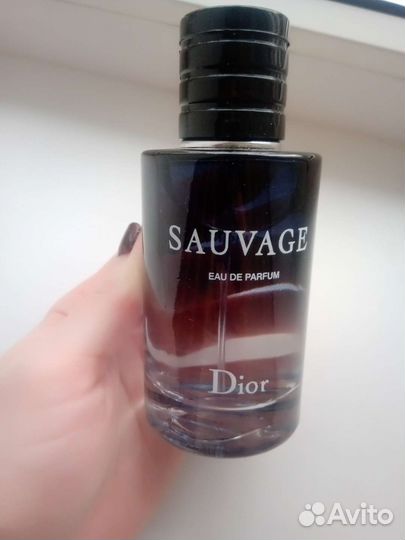 SAUVAGE
EAU DE PARFUM
Dior
Avito